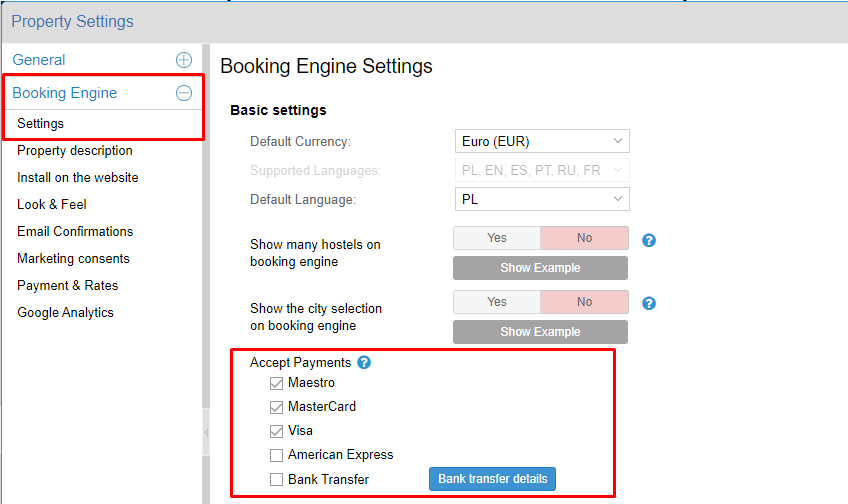 Property Settings
General
Booking Engine
Settings
Property description
Install on the website
Look & Feel
Email Confirmations
Marketing consents
Payment & Rates
Google Analytics
Booking Engine Settings
Basic settings
Default Currency: Euro (EUR)
Supported Languages: PL, EN, ES, PT, RU, FR
Default Language: PL
Show many hostels on
booking engine
Yes No ?
Show Example
Show the city selection
on booking engine
Yes No ?
Show Example
Accept Payments ?
Maestro
MasterCard
Visa
American Express
Bank Transfer Bank transfer details